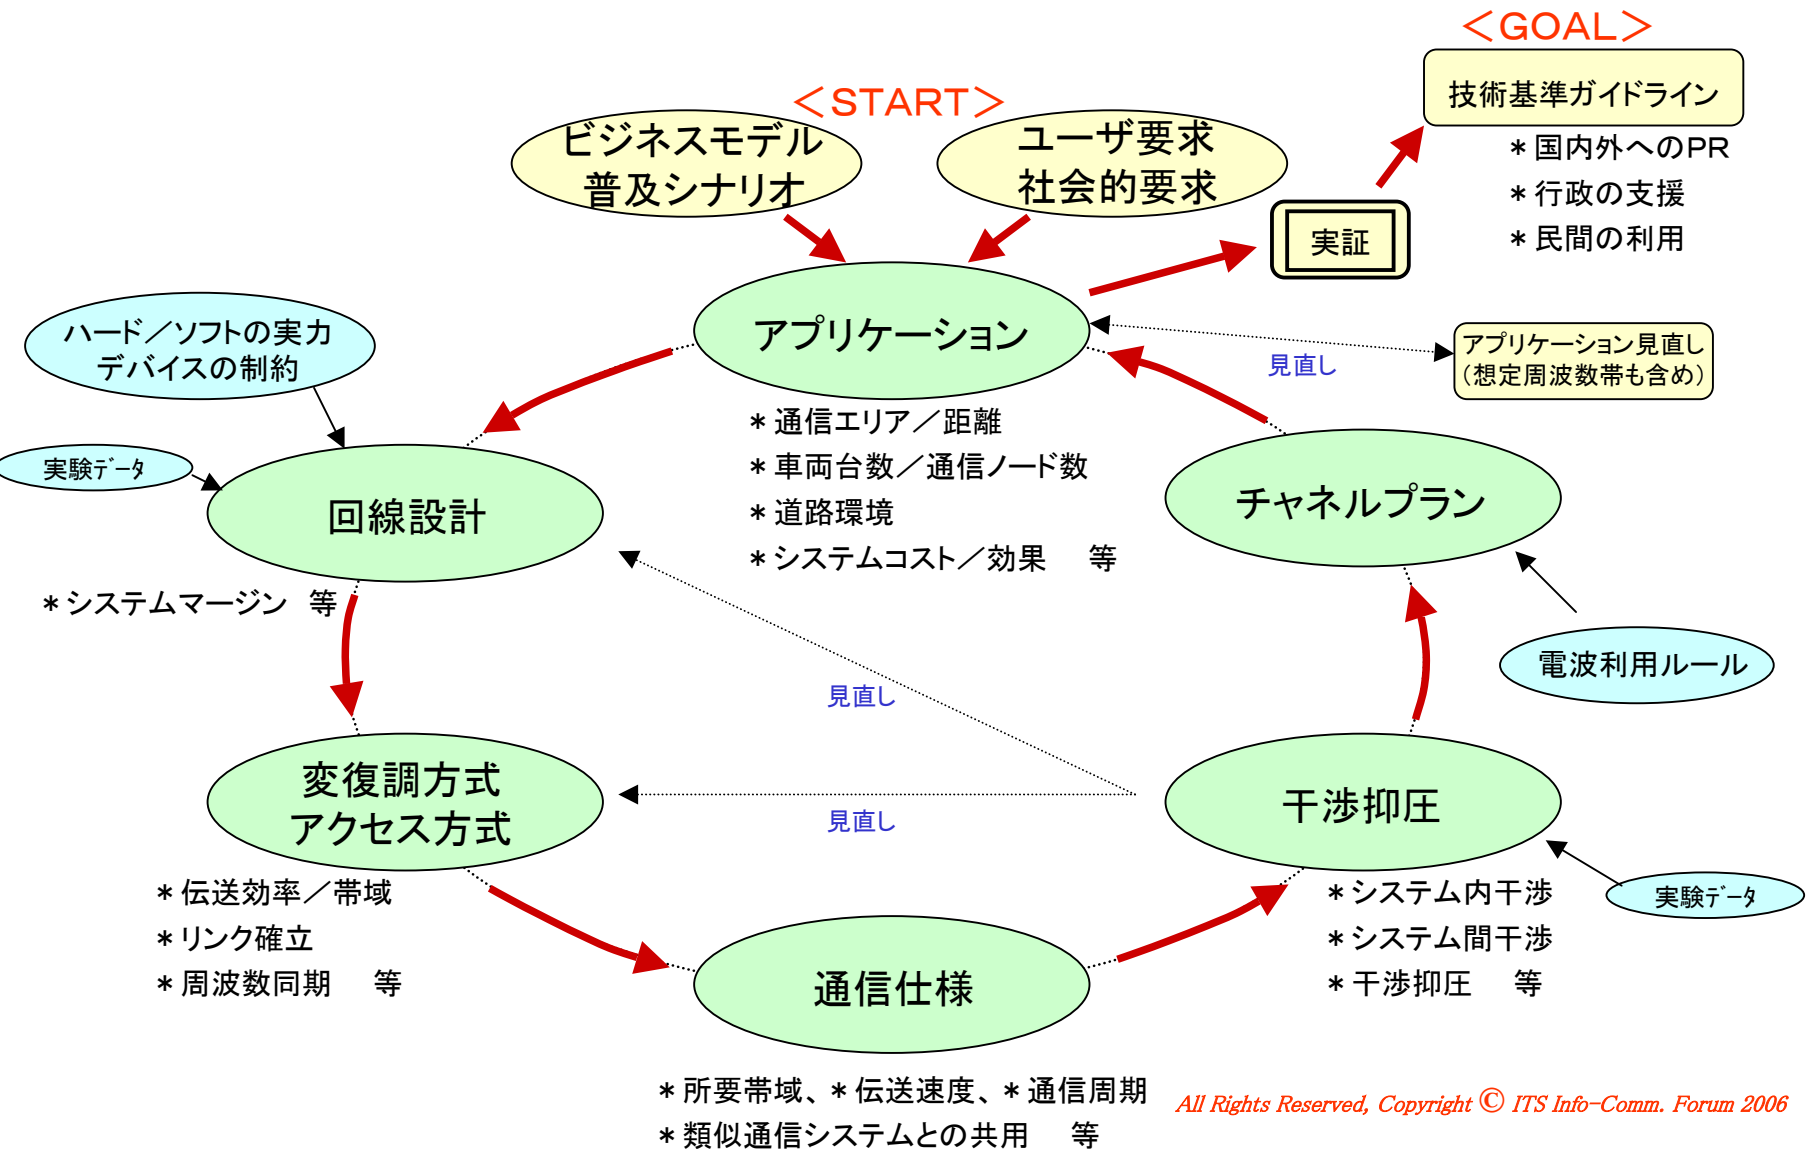 ＜GOAL＞
技術基準ガイドライン
＊国内外へのPR
＊行政の支援
＊民間の利用
＜START＞
ビジネスモデル
普及シナリオ
ユーザ要求
社会的要求
実証
アプリケーション
見直し
アプリケーション見直し
（想定周波数帯も含め）
＊通信エリア／距離
＊車両台数／通信ノード数
＊道路環境
＊システムコスト／効果　等
ハード／ソフトの実力
デバイスの制約
実験ﾃﾞｰﾀ
回線設計
＊システムマージン　等
チャネルプラン
電波利用ルール
見直し
見直し
変復調方式
アクセス方式
＊伝送効率／帯域
＊リンク確立
＊周波数同期　等
干渉抑圧
実験ﾃﾞｰﾀ
＊システム内干渉
＊システム間干渉
＊干渉抑圧　等
通信仕様
＊所要帯域、＊伝送速度、＊通信周期
＊類似通信システムとの共用　等
All Rights Reserved, Copyright © ITS Info-Comm. Forum 2006